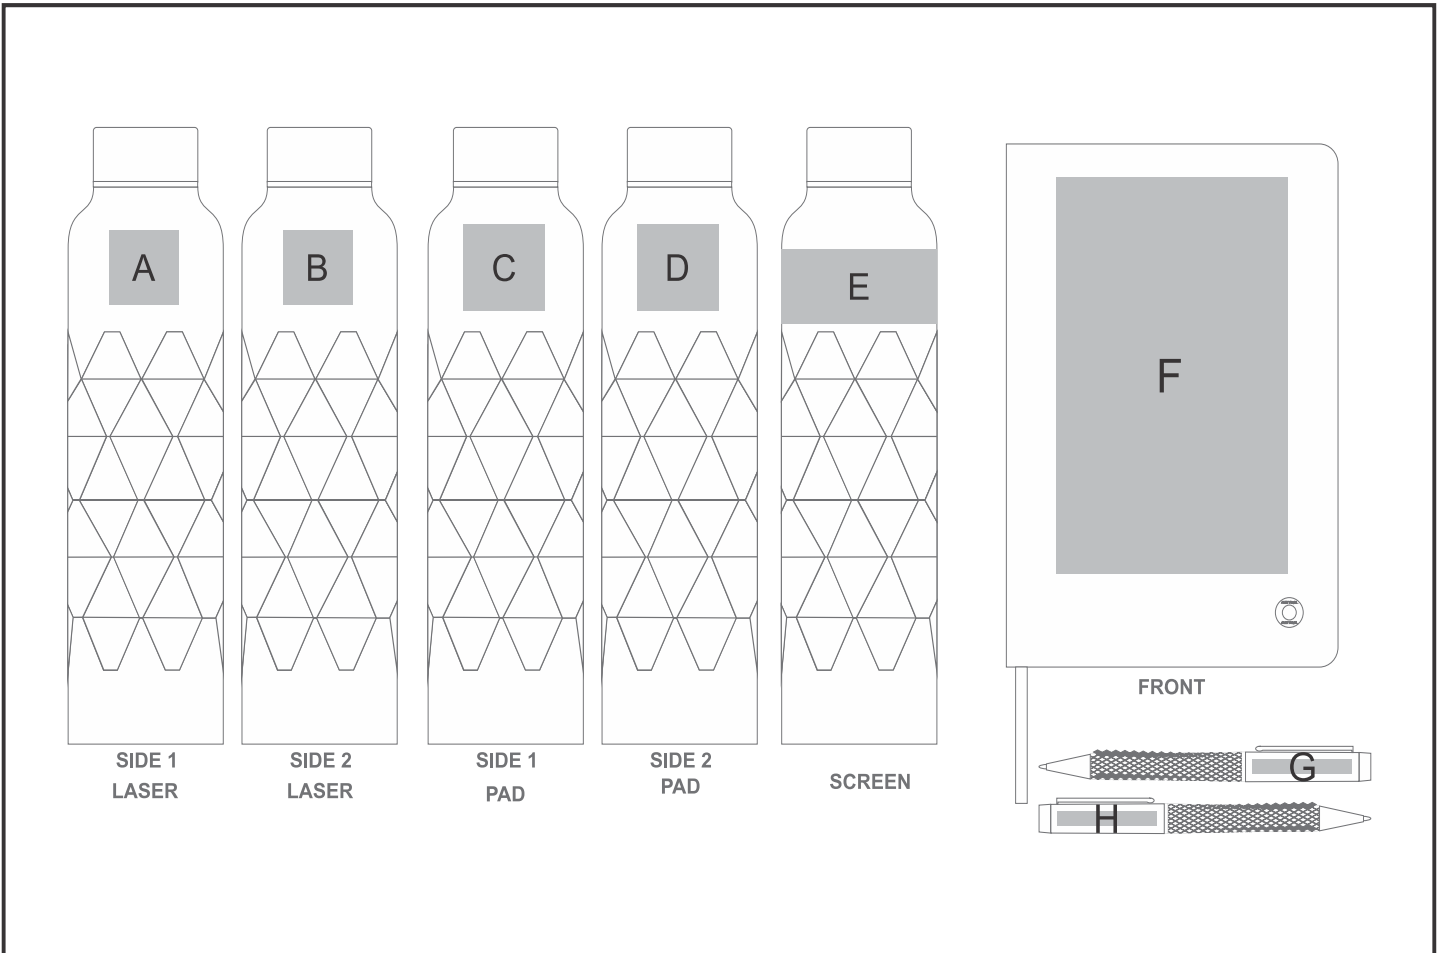 A
B
C
D
E
F
G
H
SIDE 1
LASER
SIDE 2
LASER
SIDE 1
PAD
SIDE 2
PAD
SCREEN
FRONT